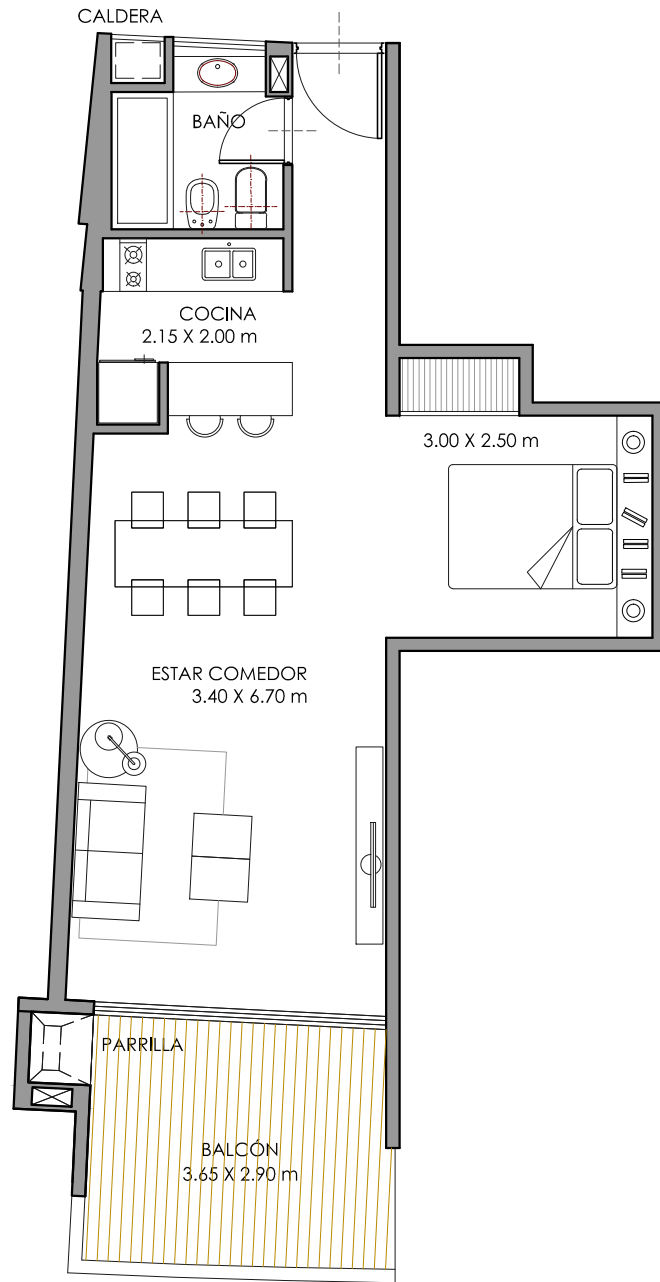 CALDERA
BAÑO
COCINA
2.15 X 2.00 m
3.00 X 2.50 m
ESTAR COMEDOR
3.40 X 6.70 m
PARRILLA
BALCÓN
3.65 X 2.90 m